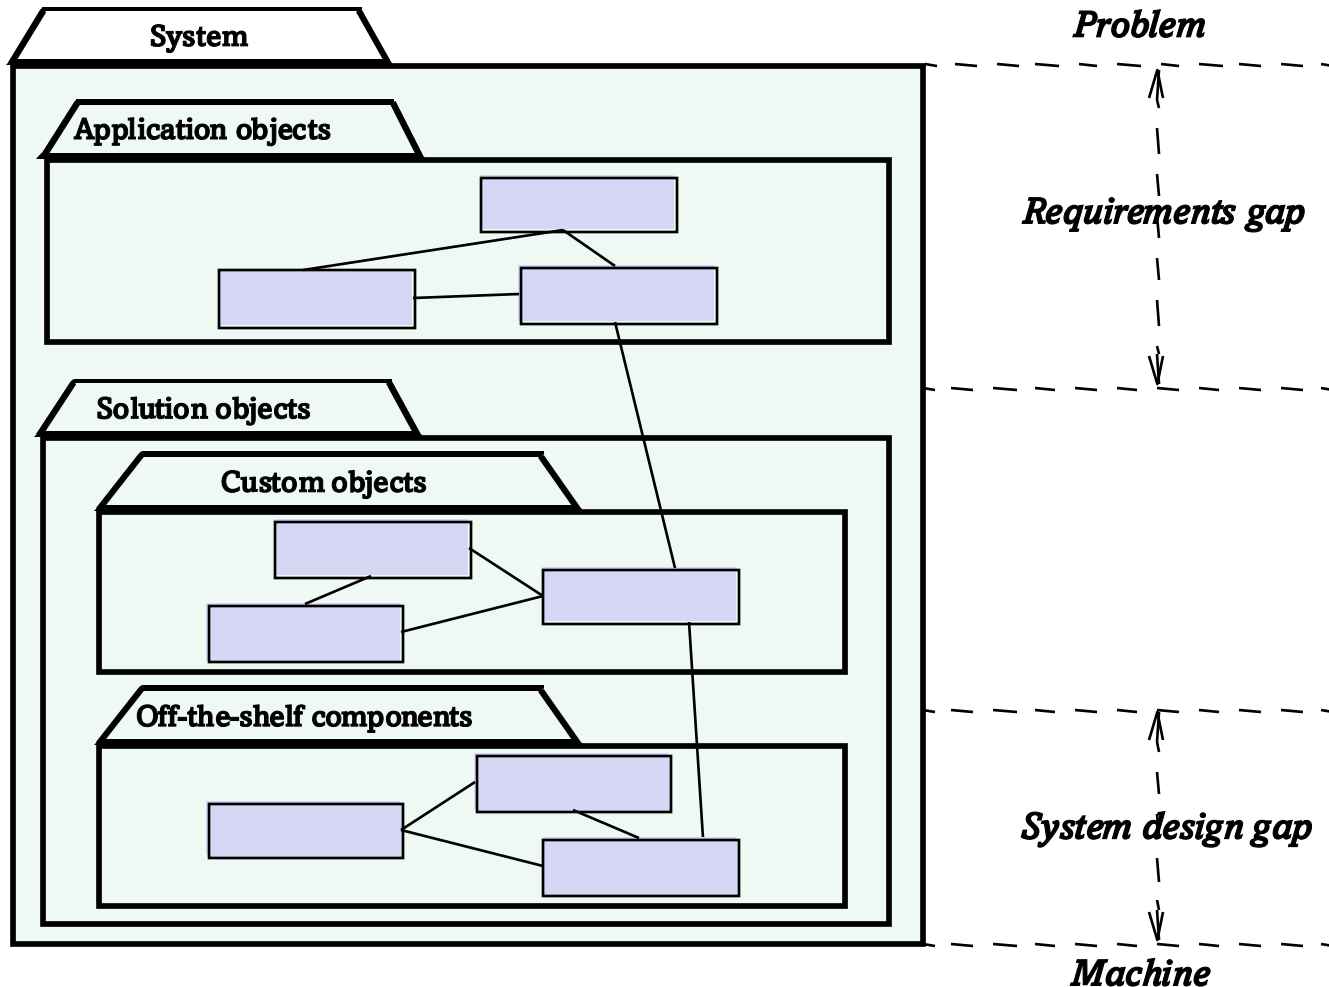 System
Problem
Application objects
Requirements gap
Solution objects
Custom objects
Off-the-shelf components
System design gap
Machine